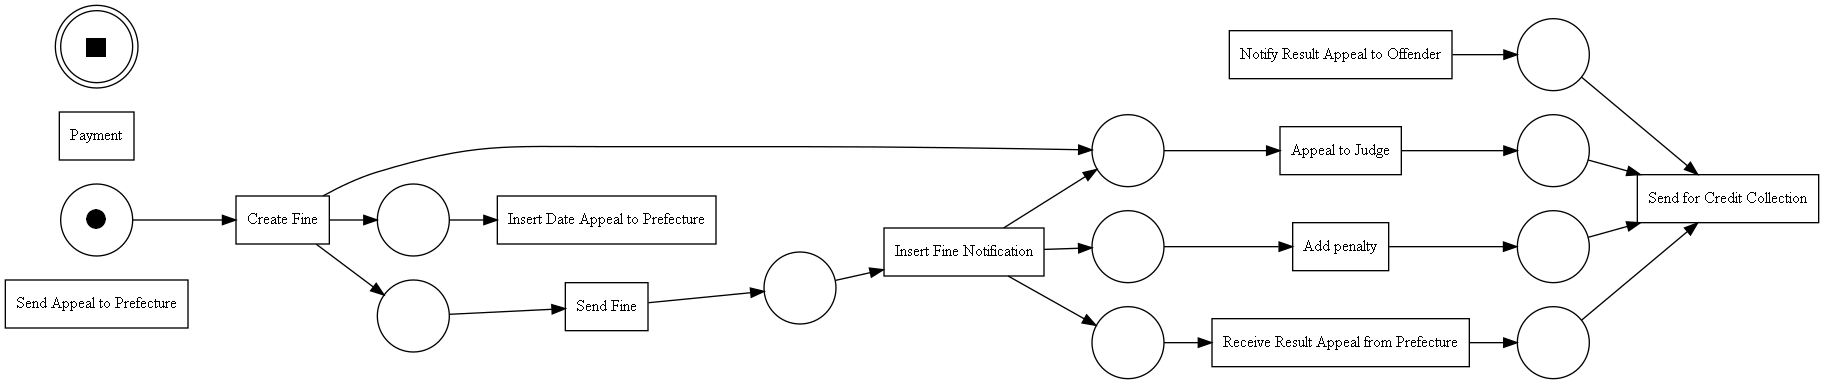 Notify Result Appeal to Offender
Payment
Appeal to Judge
Send for Credit Collection
Create Fine
Insert Date Appeal to Prefecture
Insert Fine Notification
Add penalty
Send Appeal to Prefecture
Send Fine
Receive Result Appeal from Prefecture